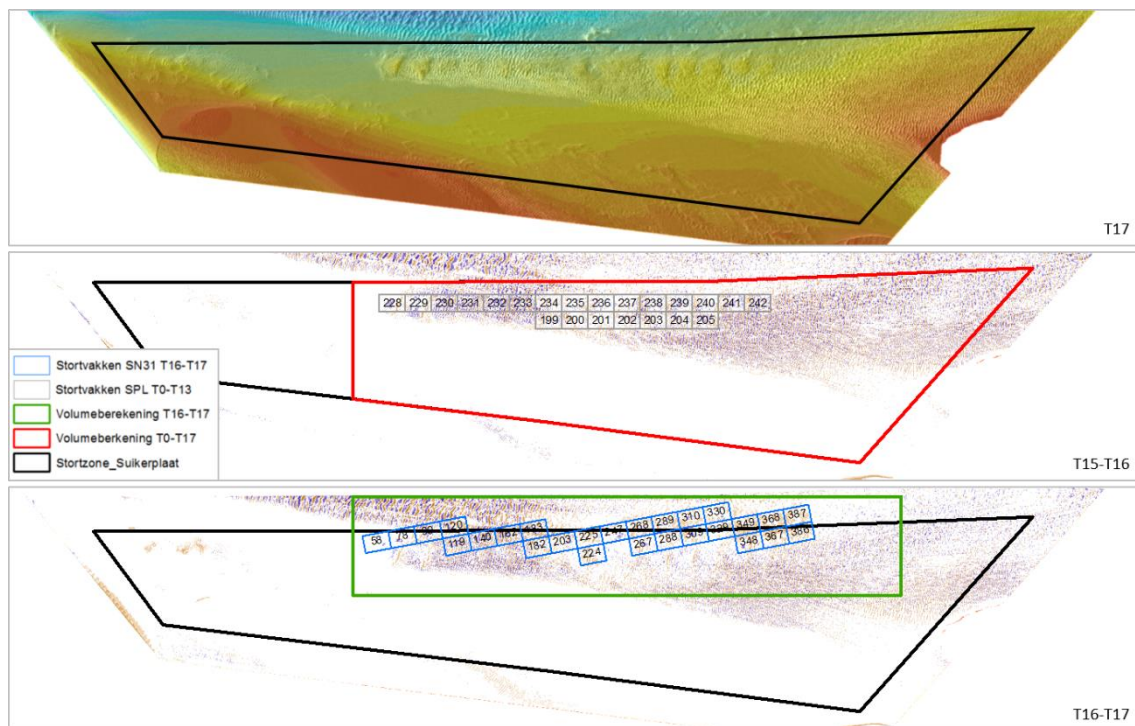 T17
228 229 230 231 232 233 234 235 236 237 238 239 240 241 242
199 200 201 202 203 204 205
Stortvakken SN31 T16-T17
Stortvakken SPL T0-T13
Volumeberekening T16-T17
Volumeberkening T0-T17
Stortzone_Suikerplaat
T15-T16
268 289 310 330
58 78 120
119 140 162 183
182 203 225 247
267 288 309 349 368 387
224
348 367 386
T16-T17